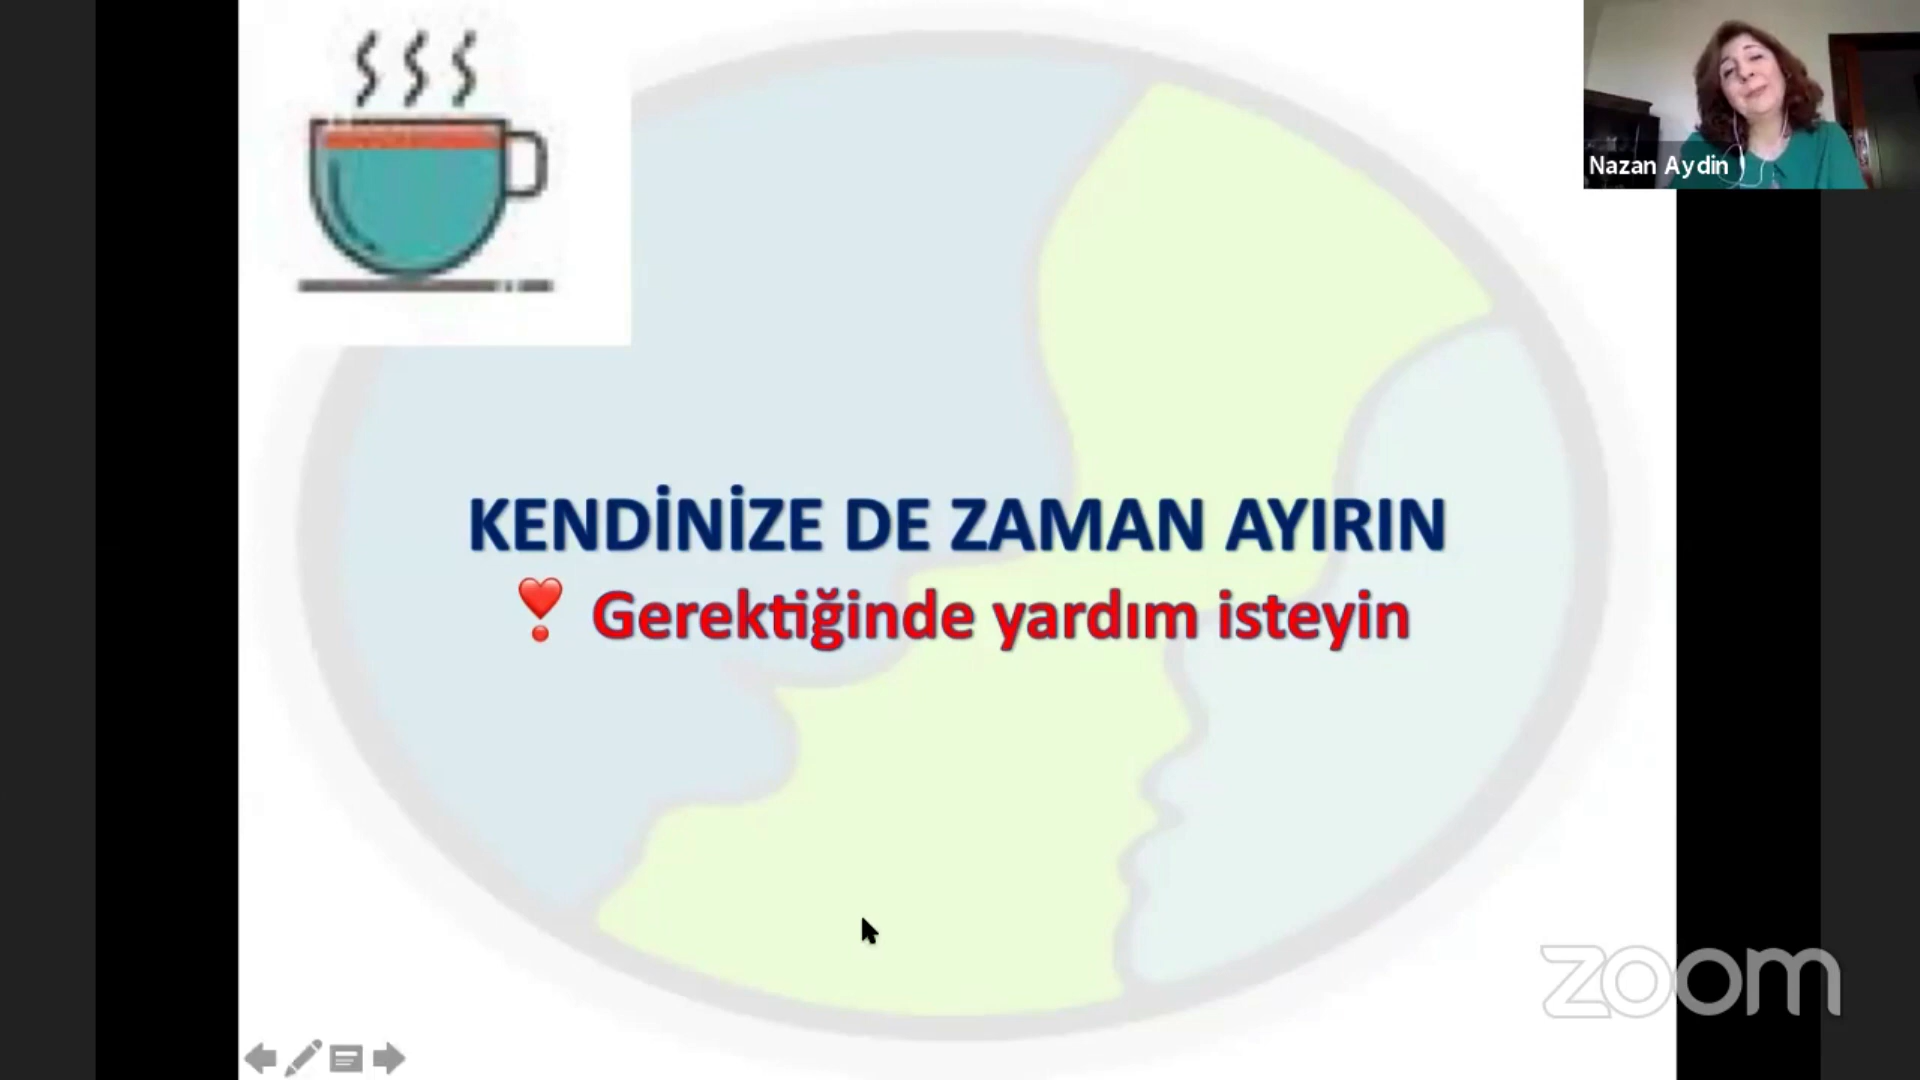 Nazan Aydin
KENDİNİZE DE ZAMAN AYIRIN
❣️ Gerektiğinde yardım isteyin
zoom